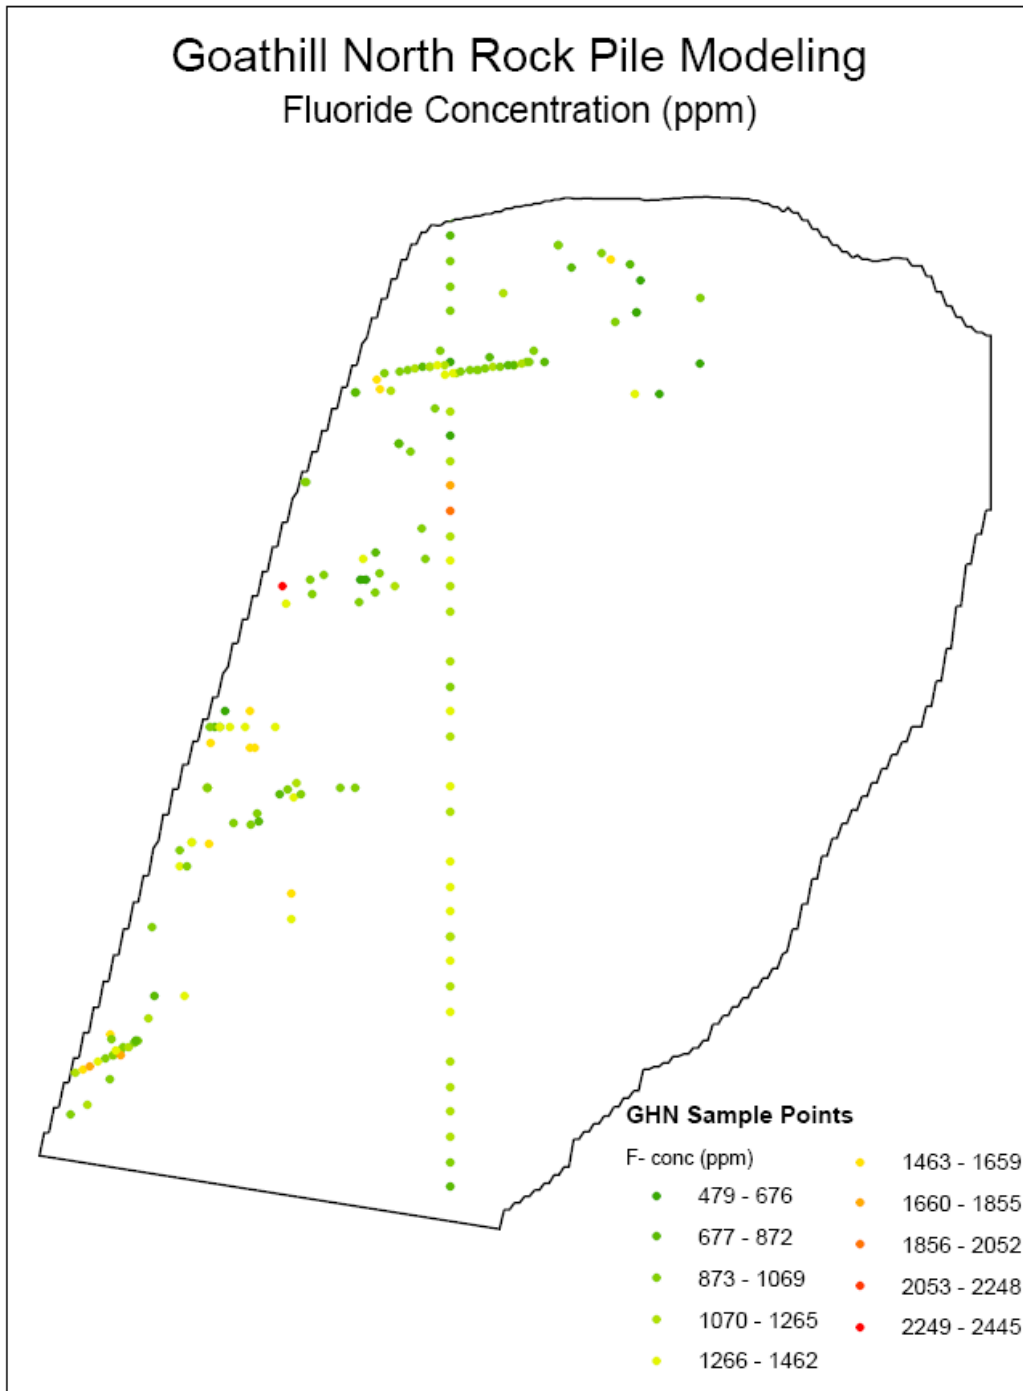 Goathill North Rock Pile Modeling
Fluoride Concentration (ppm)
GHN Sample Points
F- conc (ppm)
479 - 676
677 - 872
873 - 1069
1070 - 1265
1266 - 1462
1463 - 1659
1660 - 1855
1856 - 2052
2053 - 2248
2249 - 2445